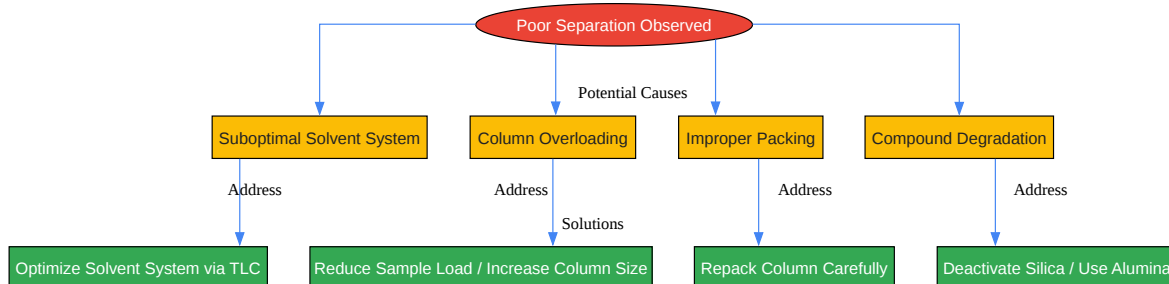 Poor Separation Observed
Potential Causes
Suboptimal Solvent System
Column Overloading
Improper Packing
Compound Degradation
Address
Address
Address
Address
Solutions
Optimize Solvent System via TLC
Reduce Sample Load / Increase Column Size
Repack Column Carefully
Deactivate Silica / Use Alumina